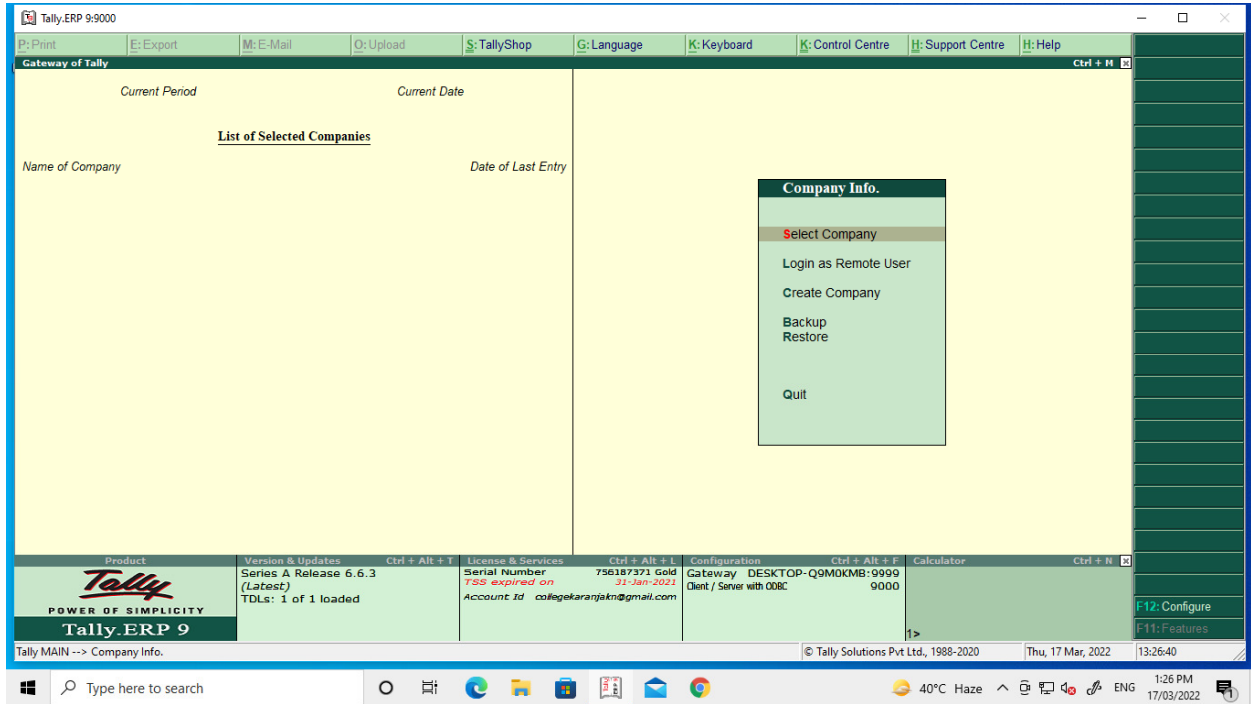 Tally.ERP 9:9000
P: Print E: Export M: E-Mail O: Upload S: TallyShop G: Language K: Keyboard K: Control Centre H: Support Centre H: Help
Gateway of Tally Ctrl + M
Current Period Current Date
List of Selected Companies
Name of Company Date of Last Entry
Company Info.
Select Company
Login as Remote User
Create Company
Backup
Restore
Quit
Product Version & Updates Ctrl + Alt + T License & Services Ctrl + Alt + L Configuration Ctrl + Alt + F Calculator Ctrl + N
Tally
POWER OF SIMPLICITY
Tally.ERP 9
Series A Release 6.6.3
(Latest)
TDLs: 1 of 1 loaded
Serial Number 756187371 Gold
TSS expired on 31-Jan-2021
Account Id collegekaranjakn@gmail.com
Gateway DESKTOP-Q9M0KMB:9999
Client / Server with ODBC 9000
1>
F12: Configure
F11: Features
Tally MAIN --> Company Info. © Tally Solutions Pvt Ltd., 1988-2020 Thu, 17 Mar, 2022 13:26:40
Type here to search 40°C Haze ENG 1:26 PM
17/03/2022
1